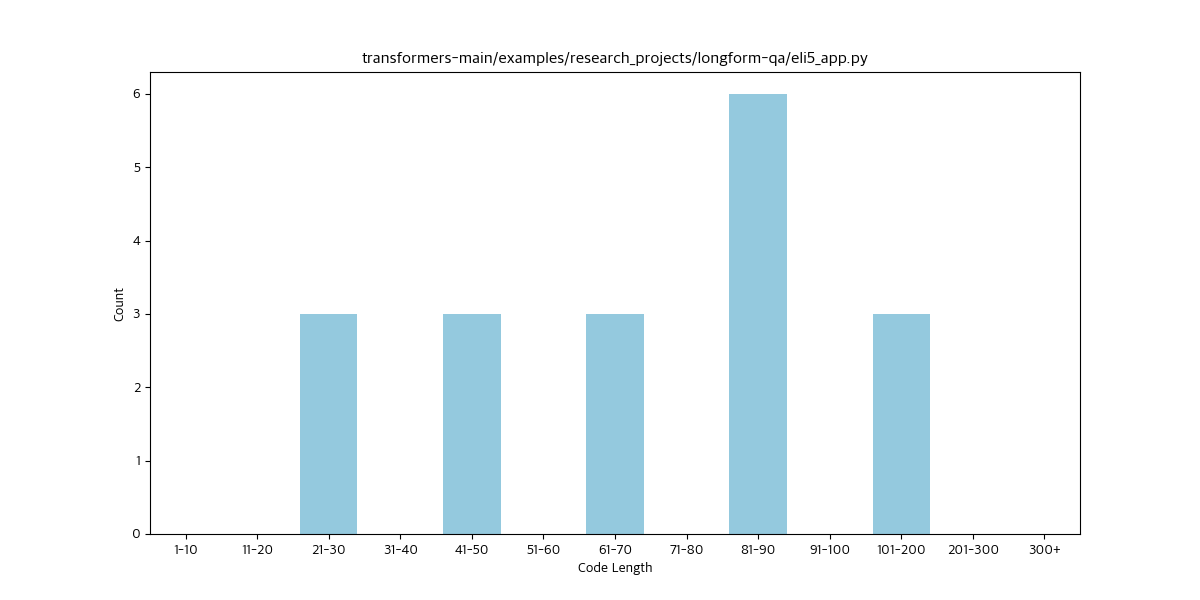 transformers-main/examples/research_projects/longform-qa/eli5_app.py
6
5
4
3
2
1
0
Count
1-10 11-20 21-30 31-40 41-50 51-60 61-70 71-80 81-90 91-100 101-200 201-300 300+
Code Length